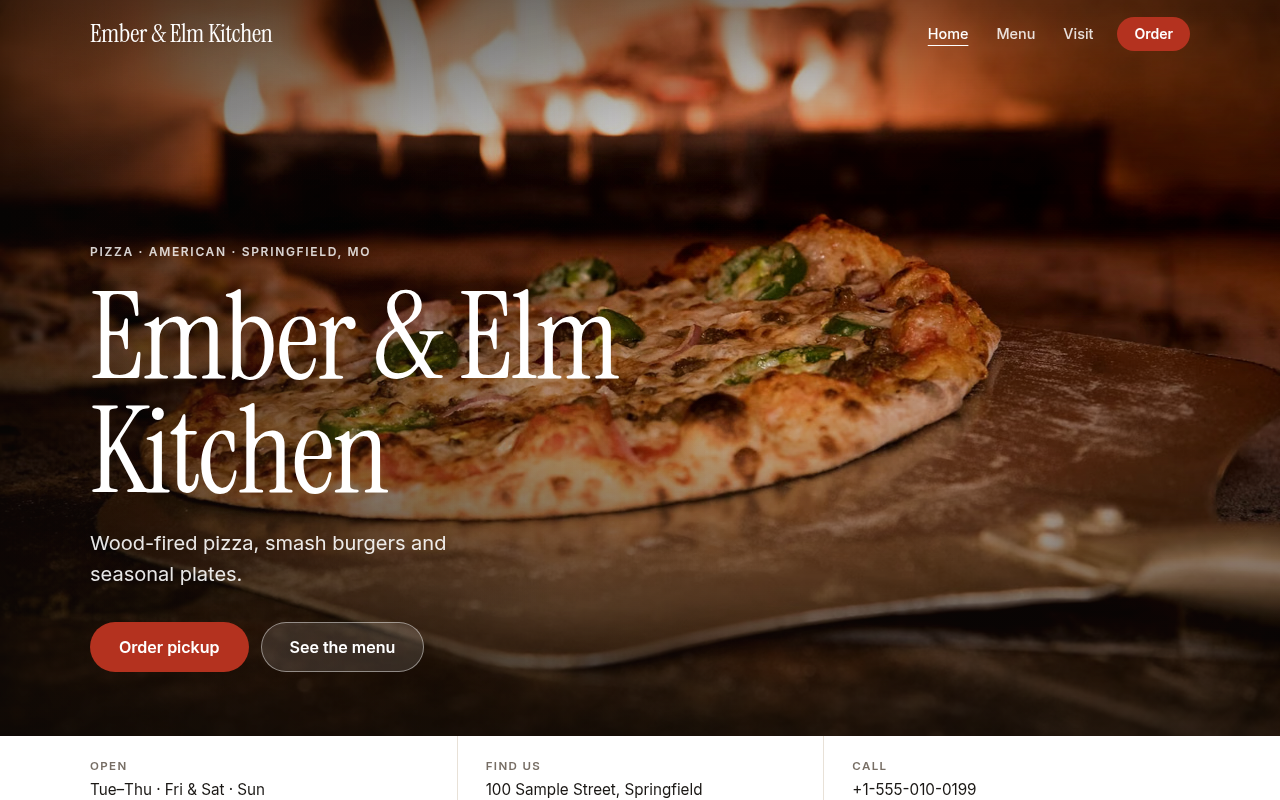 Ember & Elm Kitchen
Home Menu Visit Order
PIZZA · AMERICAN · SPRINGFIELD, MO
Ember & Elm
Kitchen
Wood-fired pizza, smash burgers and
seasonal plates.
Order pickup See the menu
OPEN
Tue–Thu · Fri & Sat · Sun
FIND US
100 Sample Street, Springfield
CALL
+1-555-010-0199